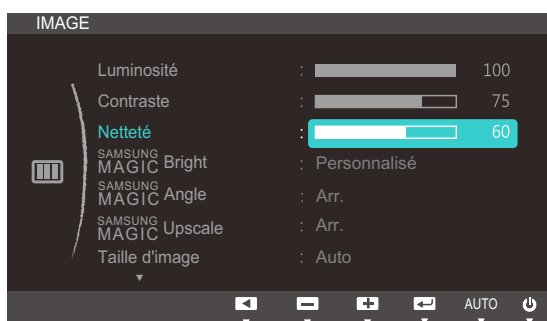 IMAGE
Luminosité : 100
Contraste : 75
Netteté : 60
SAMSUNG MAGIC Bright : Personnalisé
SAMSUNG MAGIC Angle : Arr.
SAMSUNG MAGIC Upscale : Arr.
Taille d'image : Auto
AUTO